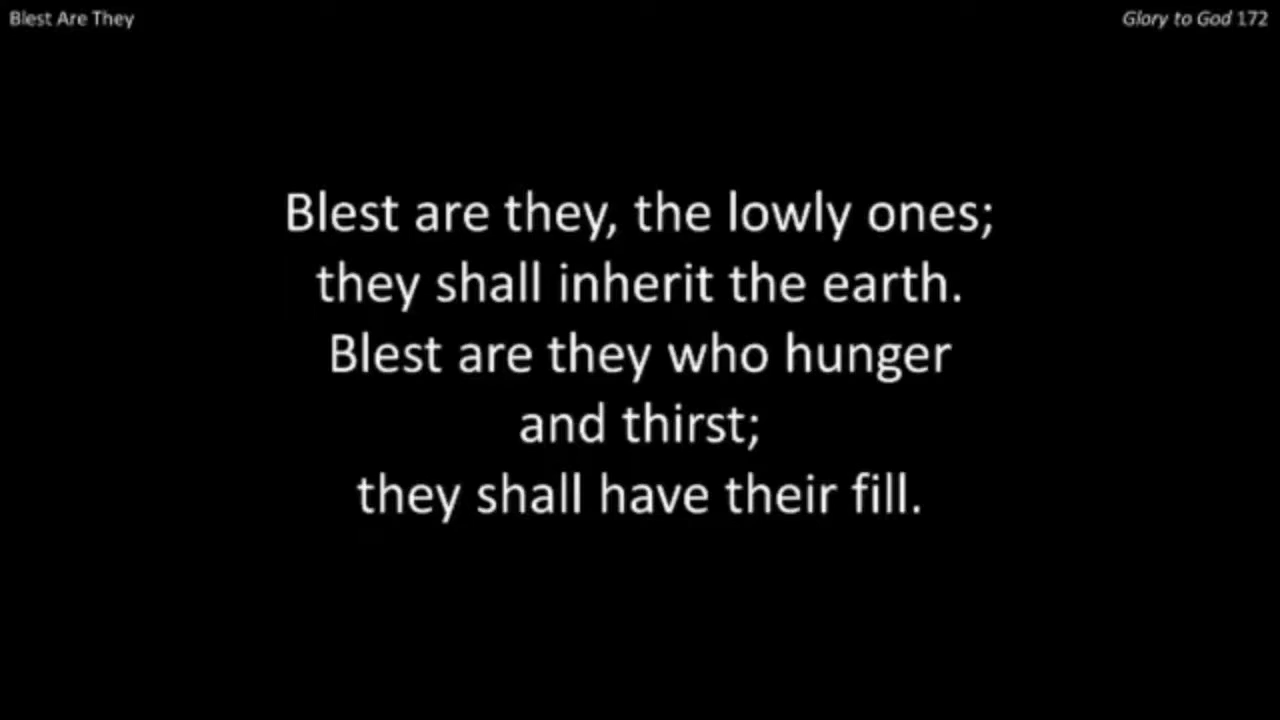 Blest Are They
Glory to God 172
Blest are they, the lowly ones;
they shall inherit the earth.
Blest are they who hunger
and thirst;
they shall have their fill.